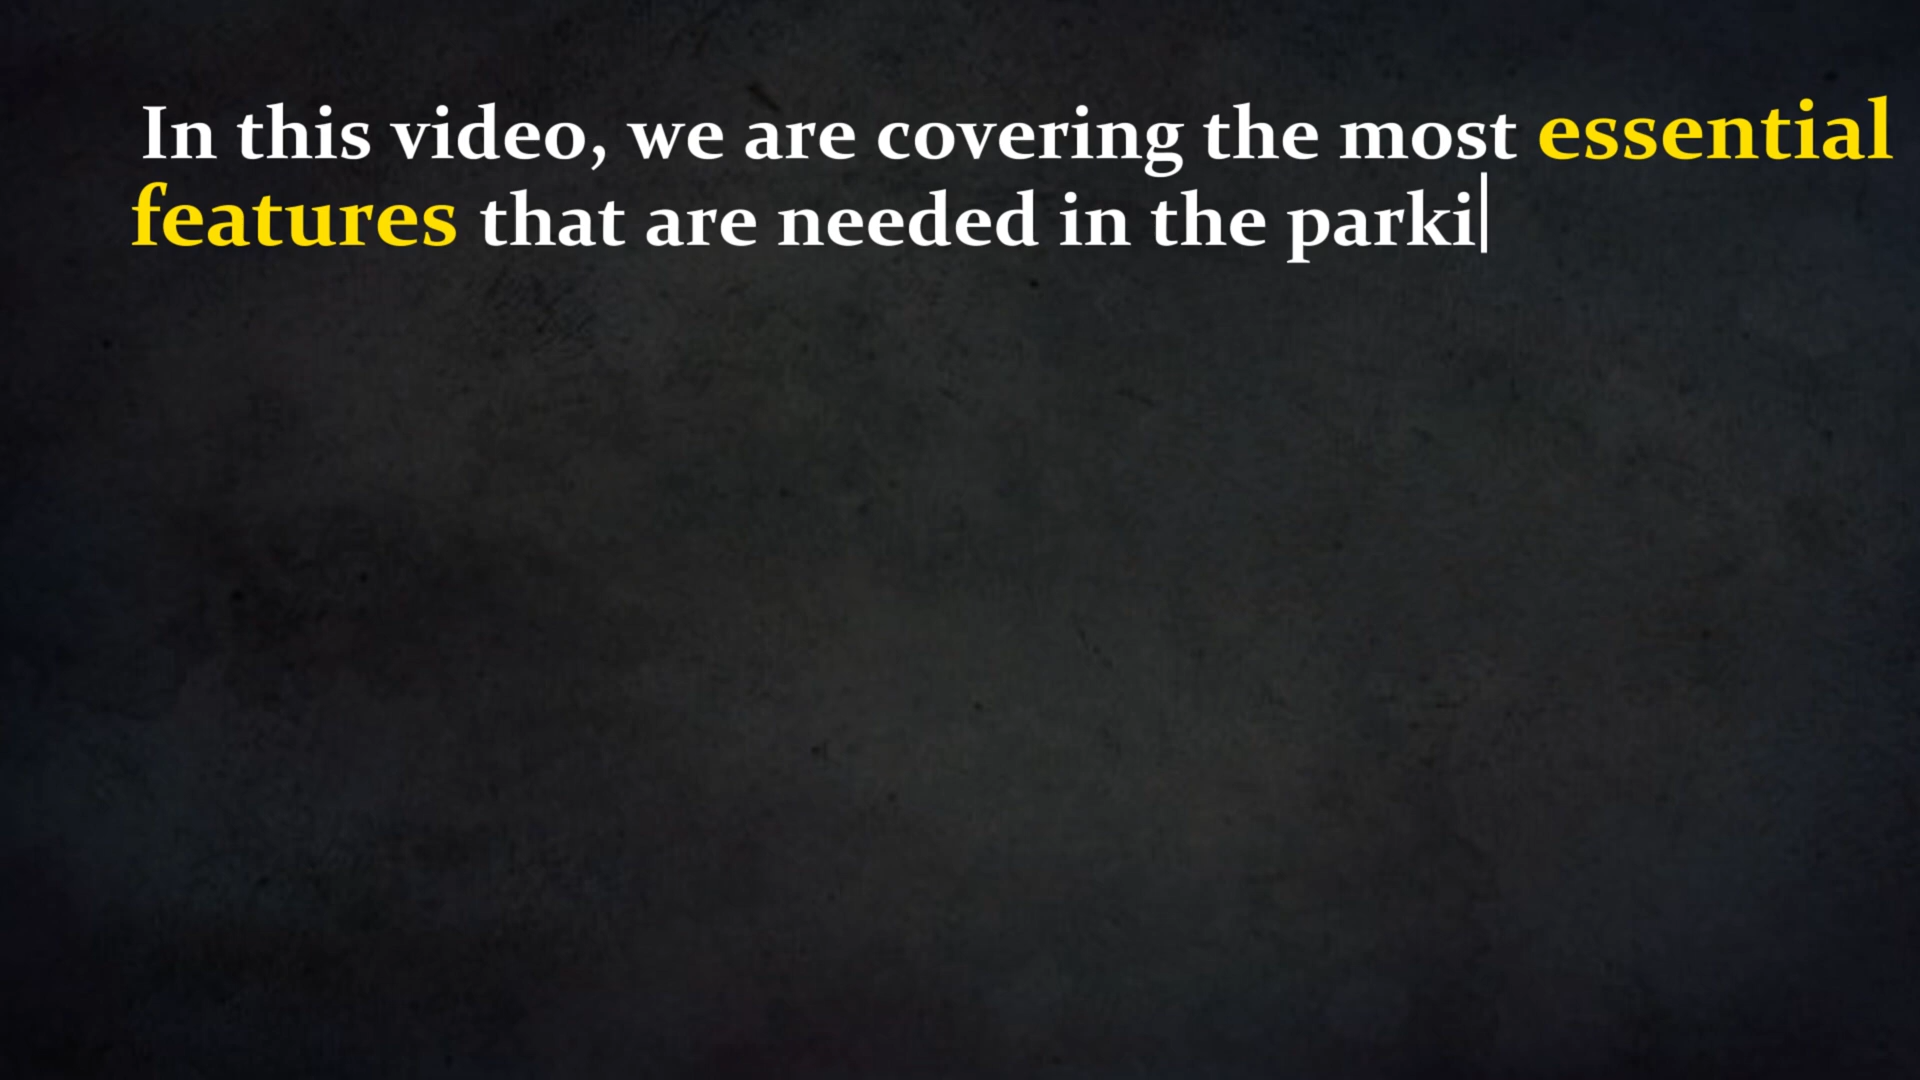 In this video, we are covering the most essential
features that are needed in the parki